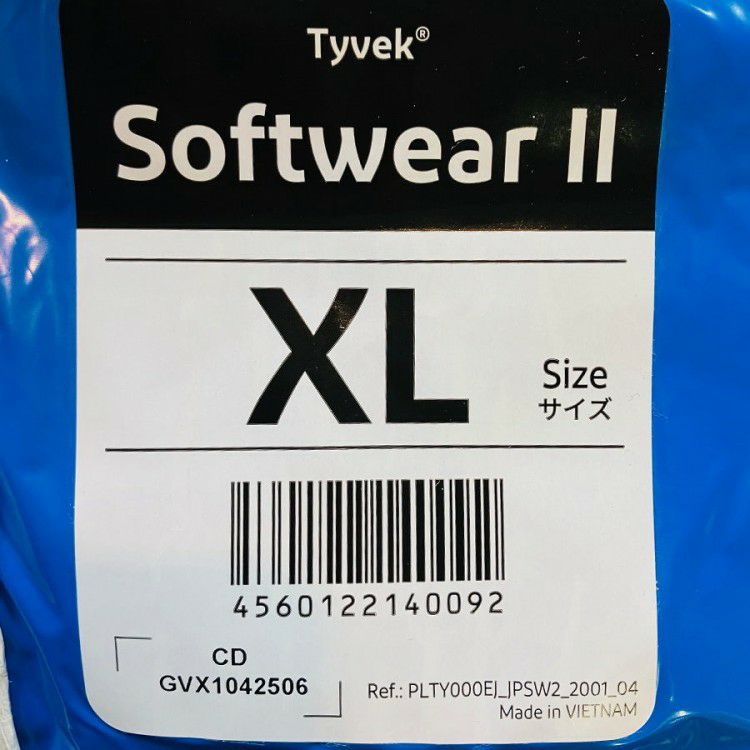 Tyvek®
Softwear II
XL
Size
サイズ
4560122140092
CD
GVX1042506
Ref.: PLTY000EJ_JPSW2_2001_04
Made in VIETNAM